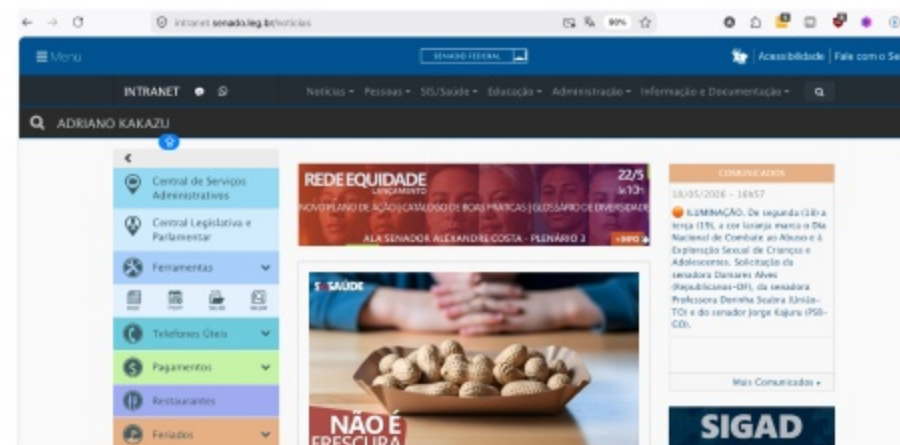 intranet.senado.leg.br/noticias
90%
Menu
SENADO FEDERAL
Acessibilidade | Fale com o Se
INTRANET
Notícias
Pessoas
SIS/Saúde
Educação
Administração
Informação e Documentação
ADRIANO KAKAZU
Central de Serviços
Administrativos
Central Legislativa e
Parlamentar
Ferramentas
Telefones Úteis
Pagamentos
Restaurantes
Feriados
REDE EQUIDADE
LANÇAMENTO
22/5
às 10h
NOVO PLANO DE AÇÃO | CATÁLOGO DE BOAS PRÁTICAS | GLOSSÁRIO DE DIVERSIDADE
ALA SENADOR ALEXANDRE COSTA - PLENÁRIO 3
+INFO
SISAÚDE
NÃO É
FRESCURA
COMUNICADOS
18/05/2026 - 16h57
ILUMINAÇÃO. De segunda (18) a
terça (19), a cor laranja marca o Dia
Nacional de Combate ao Abuso e à
Exploração Sexual de Crianças e
Adolescentes. Solicitação da
senadora Damares Alves
(Republicanos-DF), da senadora
Professora Dorinha Seabra (União-
TO) e do senador Jorge Kajuru (PSB-
GO).
Mais Comunicados
SIGAD